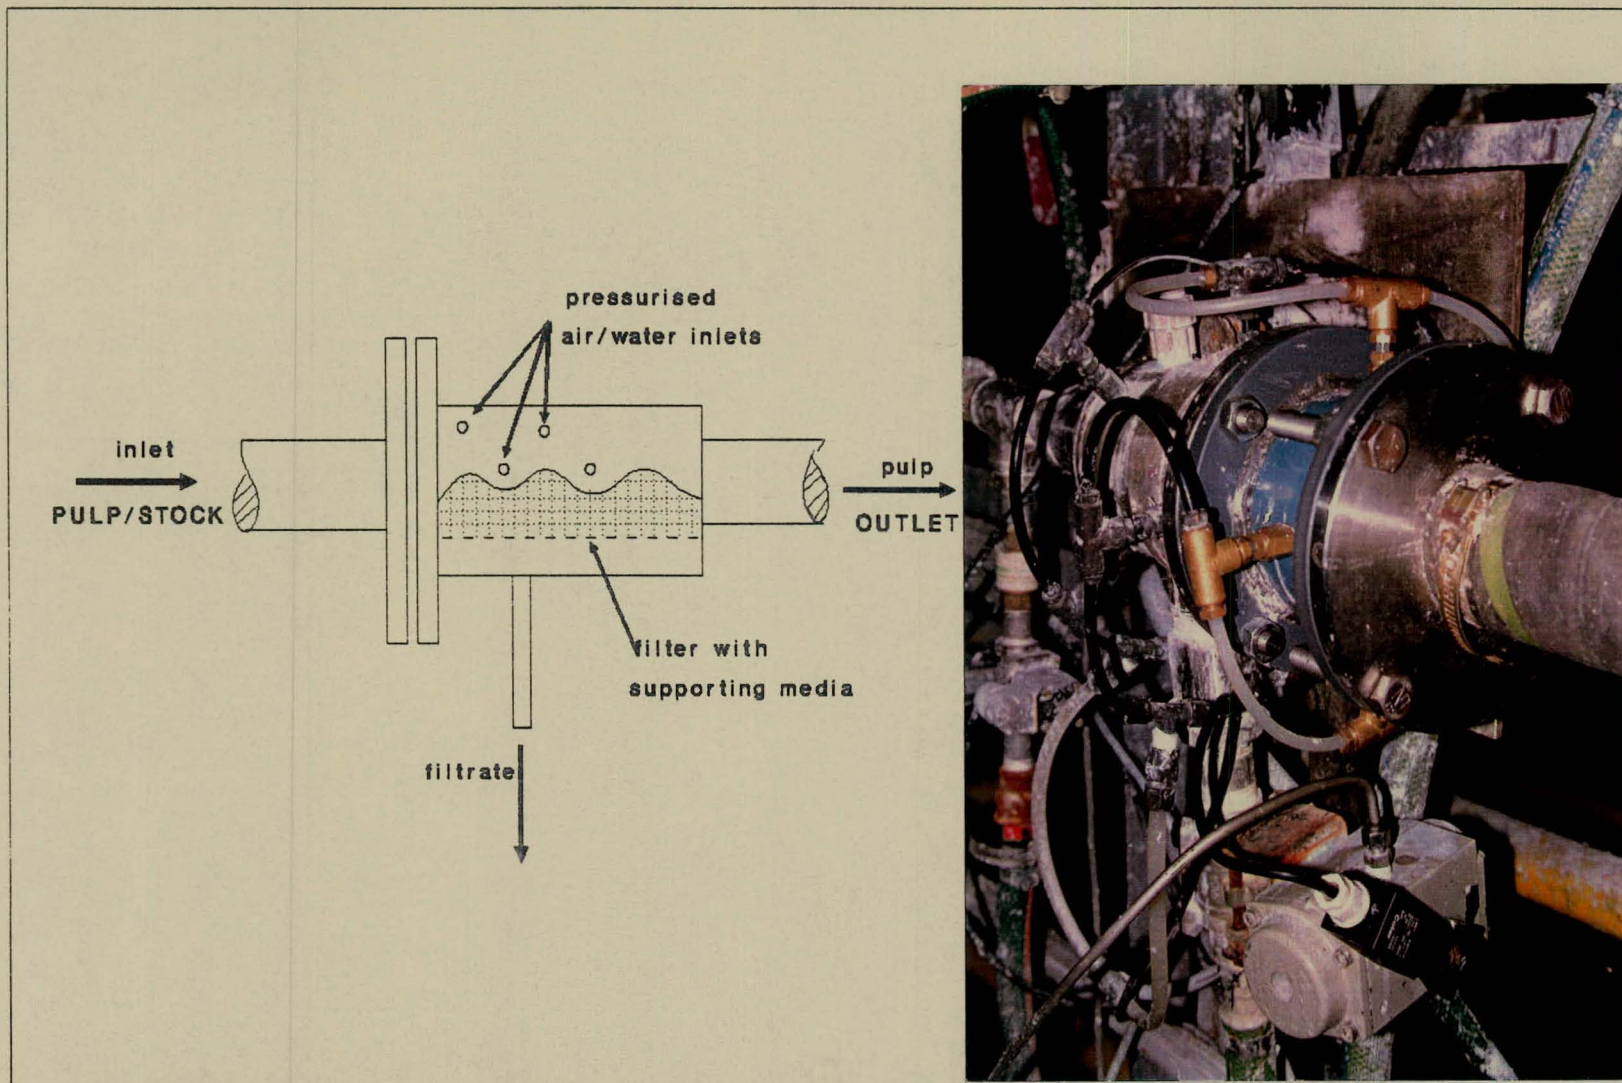 pressurised
air/water inlets
inlet
PULP/STOCK
pulp
OUTLET
filter with
supporting media
filtrate